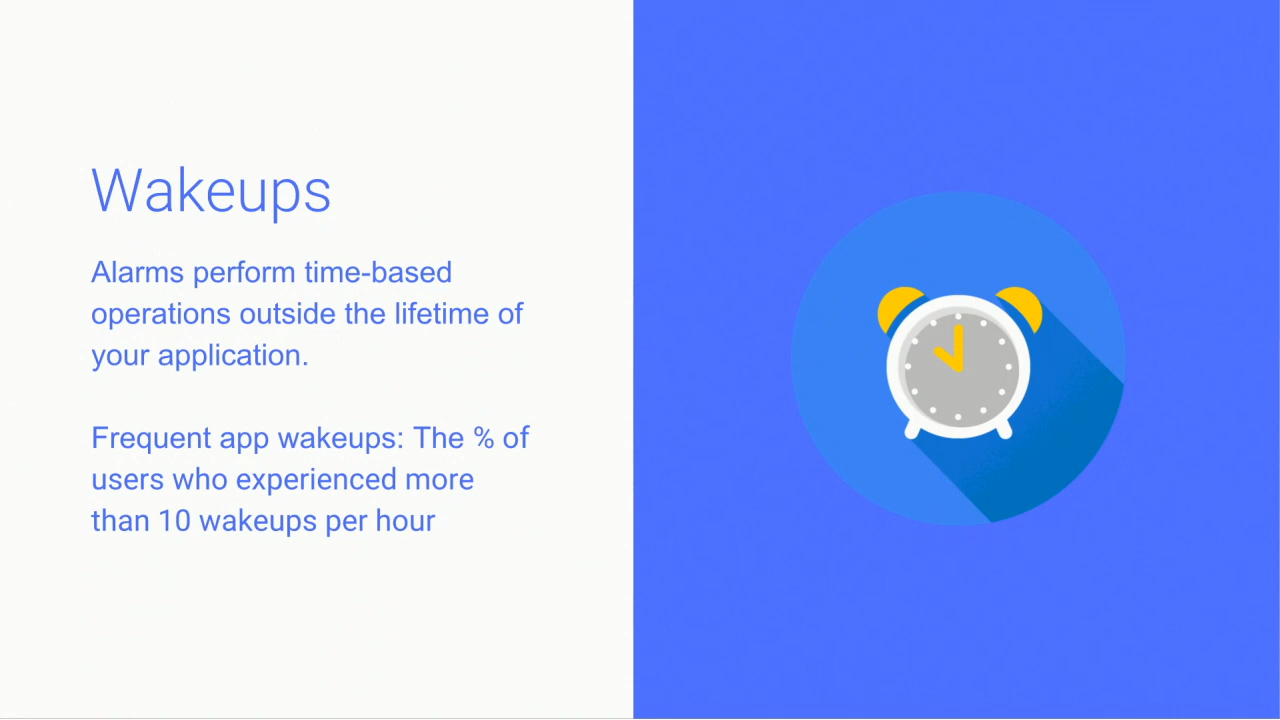 Wakeups
Alarms perform time-based
operations outside the lifetime of
your application.
Frequent app wakeups: The % of
users who experienced more
than 10 wakeups per hour